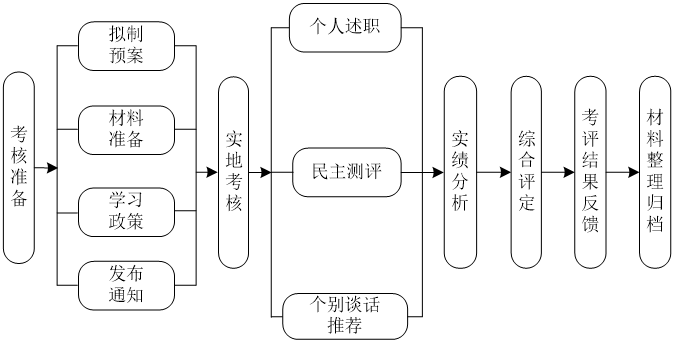 考核准备
拟制
预案
材料
准备
学习
政策
发布
通知
实地考核
个人述职
民主测评
个别谈话
推荐
实绩分析
综合评定
考评结果反馈
材料整理归档